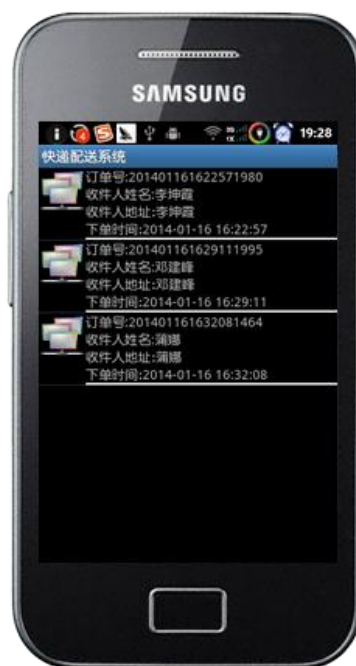 SAMSUNG
19:28
快递配送系统
订单号:201401161622571980
收件人姓名:李坤霞
收件人地址:李坤霞
下单时间:2014-01-16 16:22:57
订单号:201401161629111995
收件人姓名:邓建峰
收件人地址:邓建峰
下单时间:2014-01-16 16:29:11
订单号:201401161632081464
收件人姓名:蒲娜
收件人地址:蒲娜
下单时间:2014-01-16 16:32:08